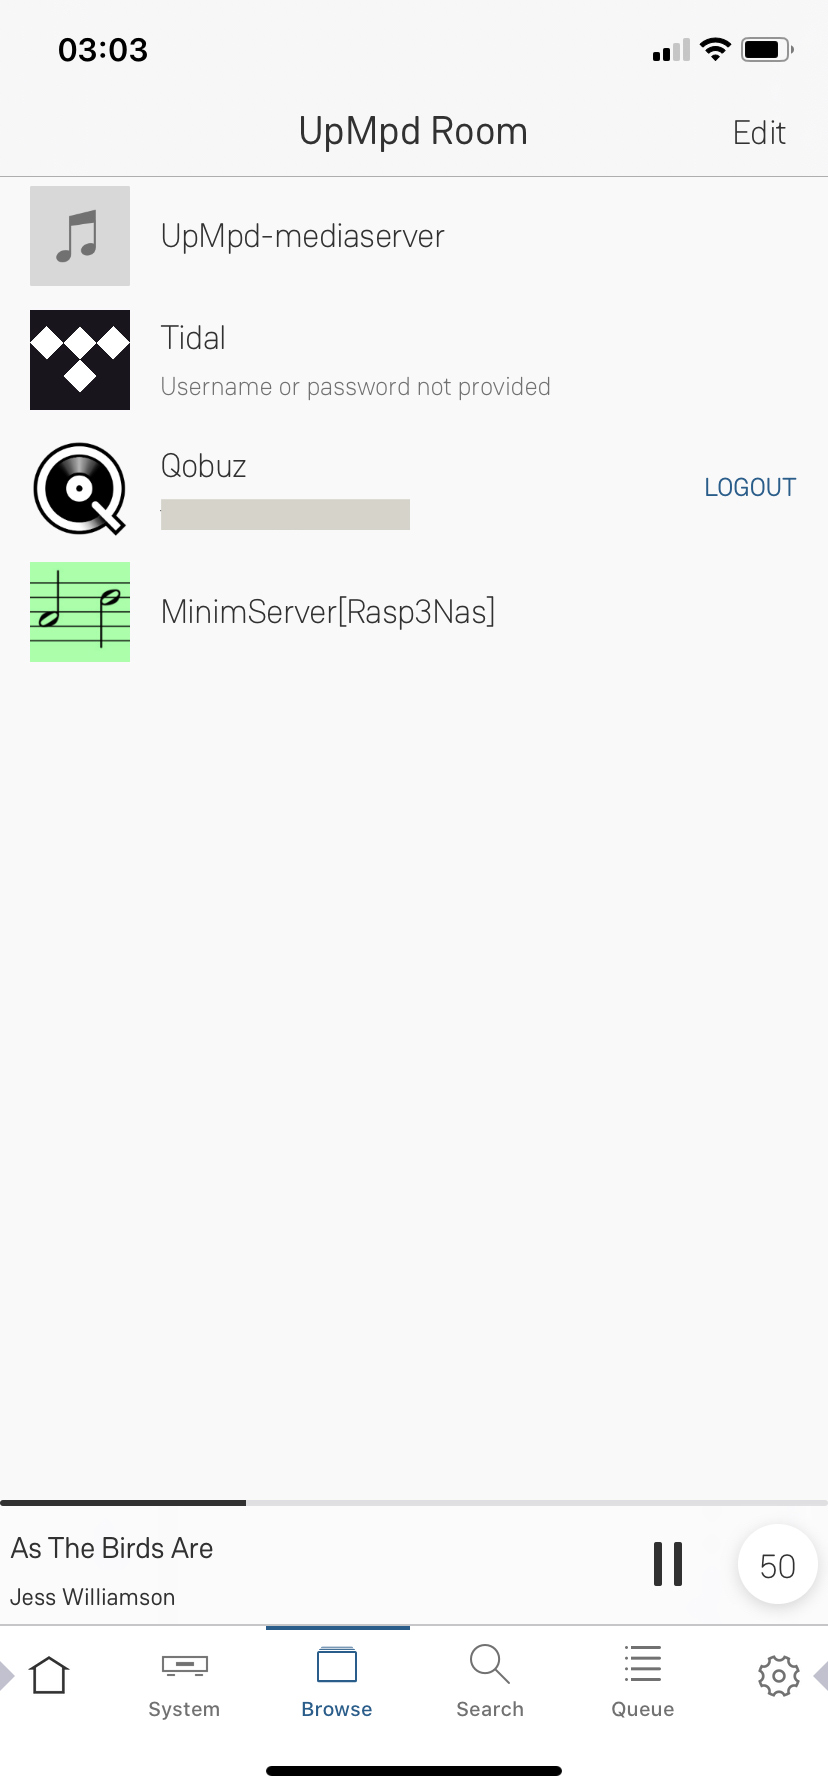 03:03
UpMpd Room
Edit
UpMpd-mediaserver
Tidal
Username or password not provided
Qobuz
LOGOUT
MinimServer[Rasp3Nas]
As The Birds Are
Jess Williamson
50
System
Browse
Search
Queue